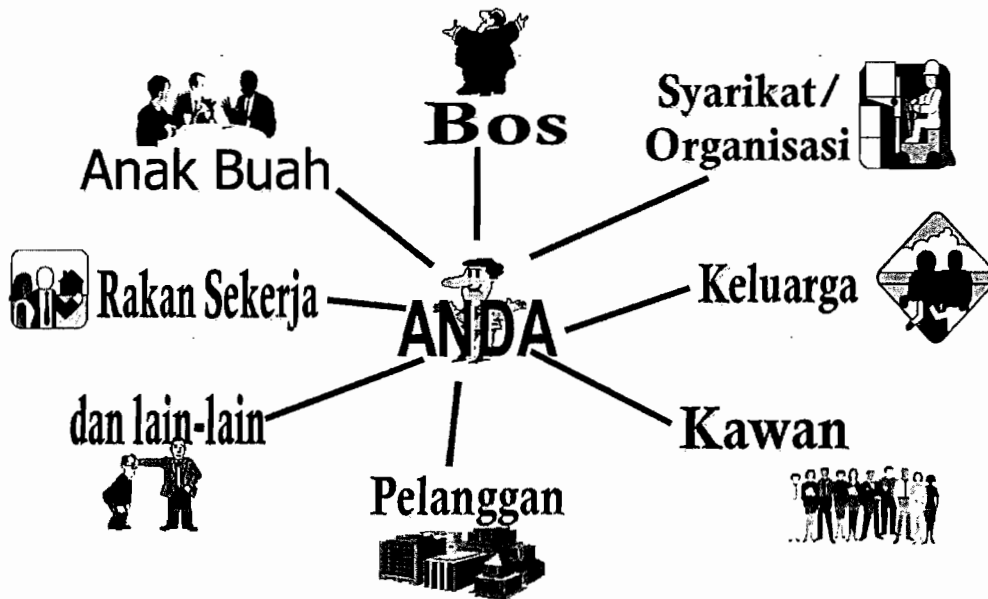 Bos
Syarikat/
Organisasi
Anak Buah
Rakan Sekerja
Keluarga
ANDA
dan lain-lain
Kawan
Pelanggan